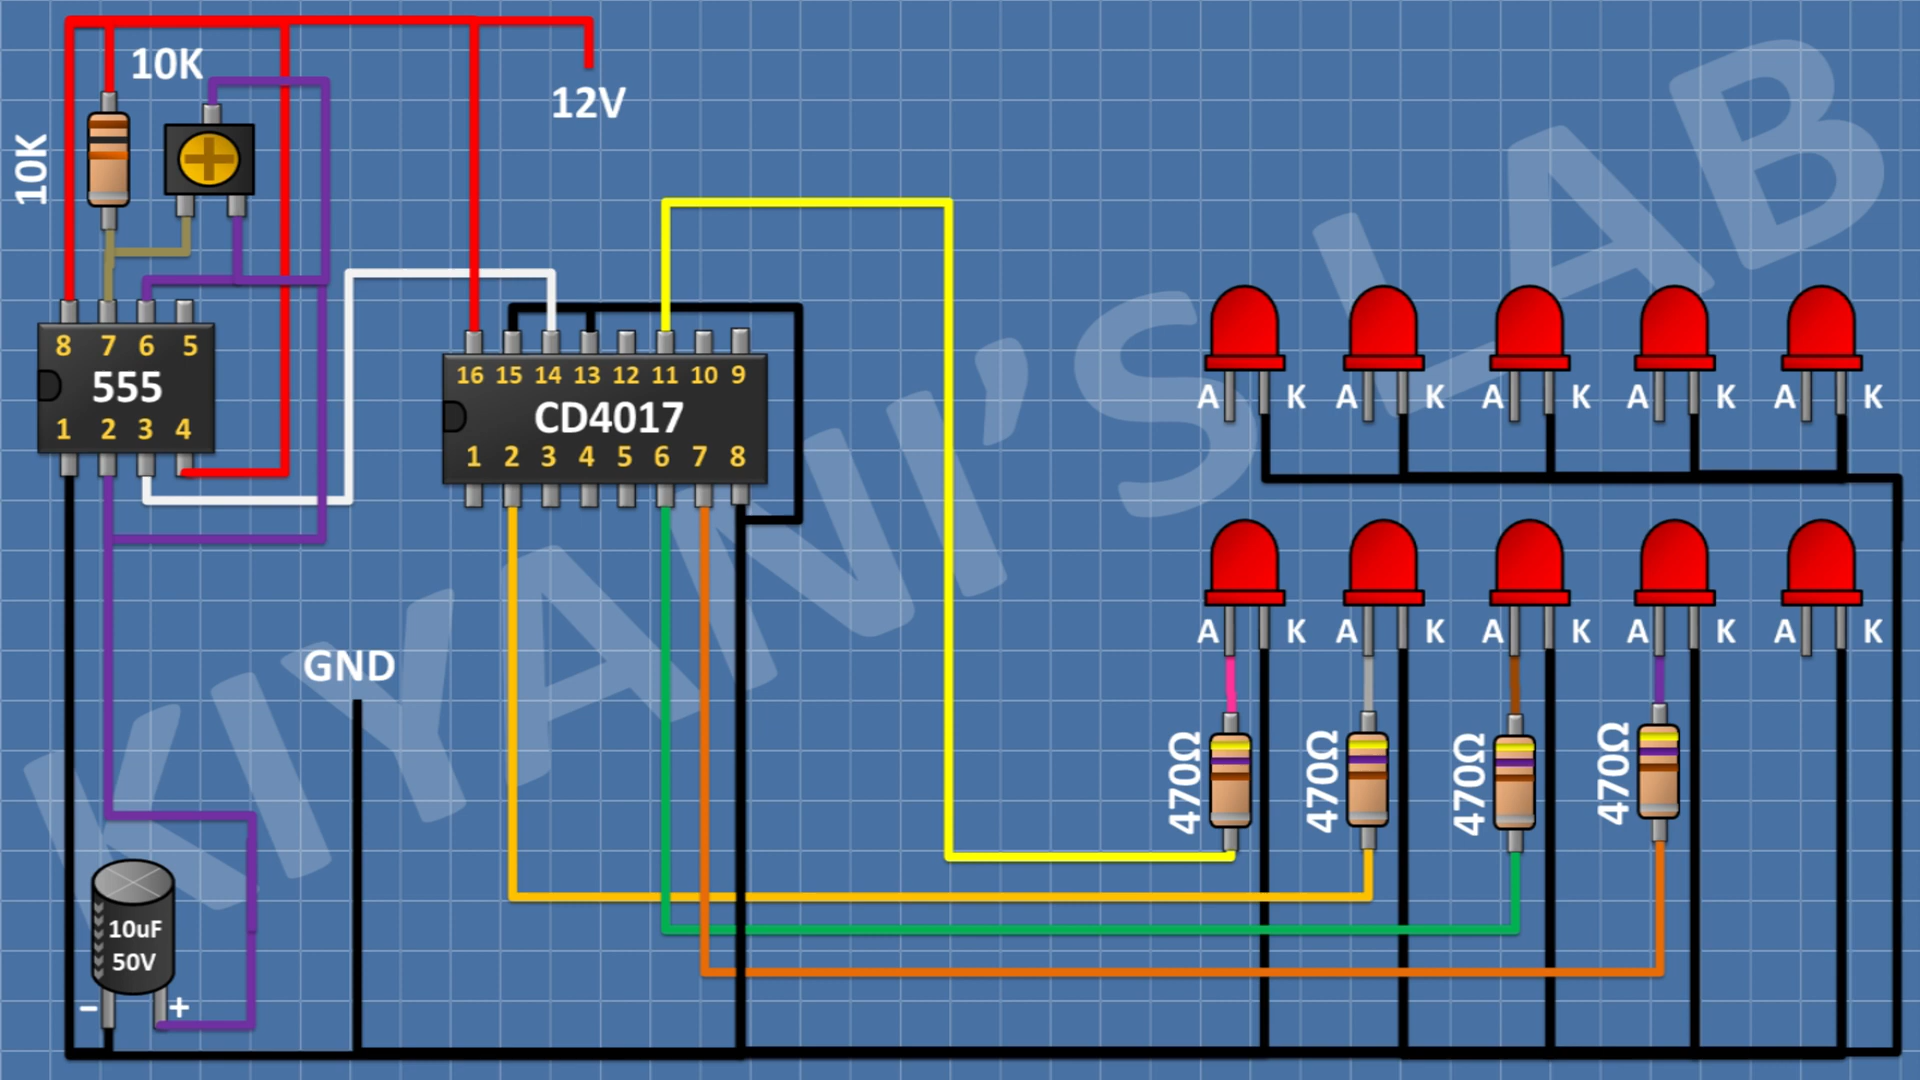 10K
10K
12V
8 7 6 5
555
1 2 3 4
16 15 14 13 12 11 10 9
CD4017
1 2 3 4 5 6 7 8
A K A K A K A K A K
A K A K A K A K A K
GND
470Ω 470Ω 470Ω 470Ω
10uF
50V
- +
KIYANI'S LAB